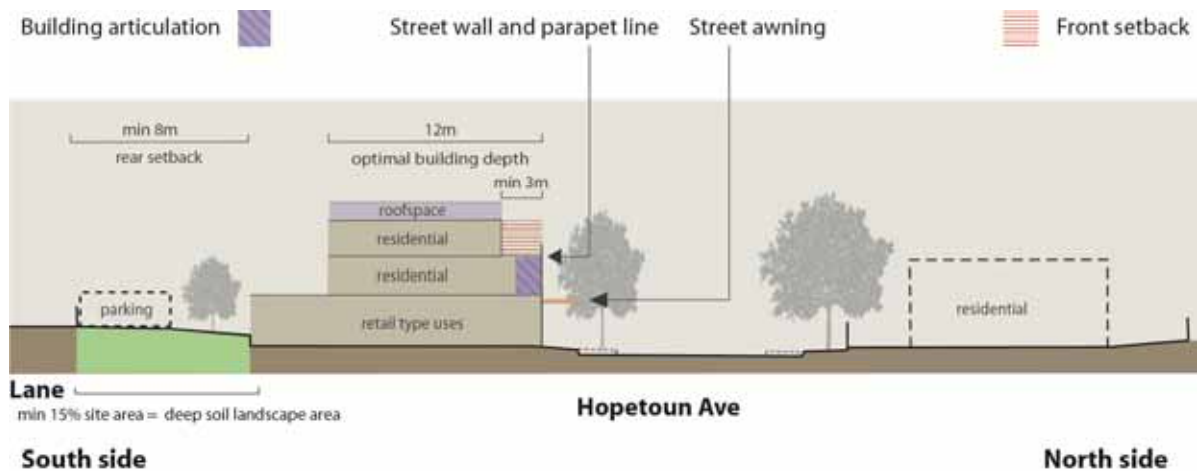 Building articulation
Street wall and parapet line
Street awning
Front setback
min 8m
rear setback
12m
optimal building depth
min 3m
roofspace
residential
residential
parking
retail type uses
residential
Lane
min 15% site area = deep soil landscape area
Hopetoun Ave
South side
North side